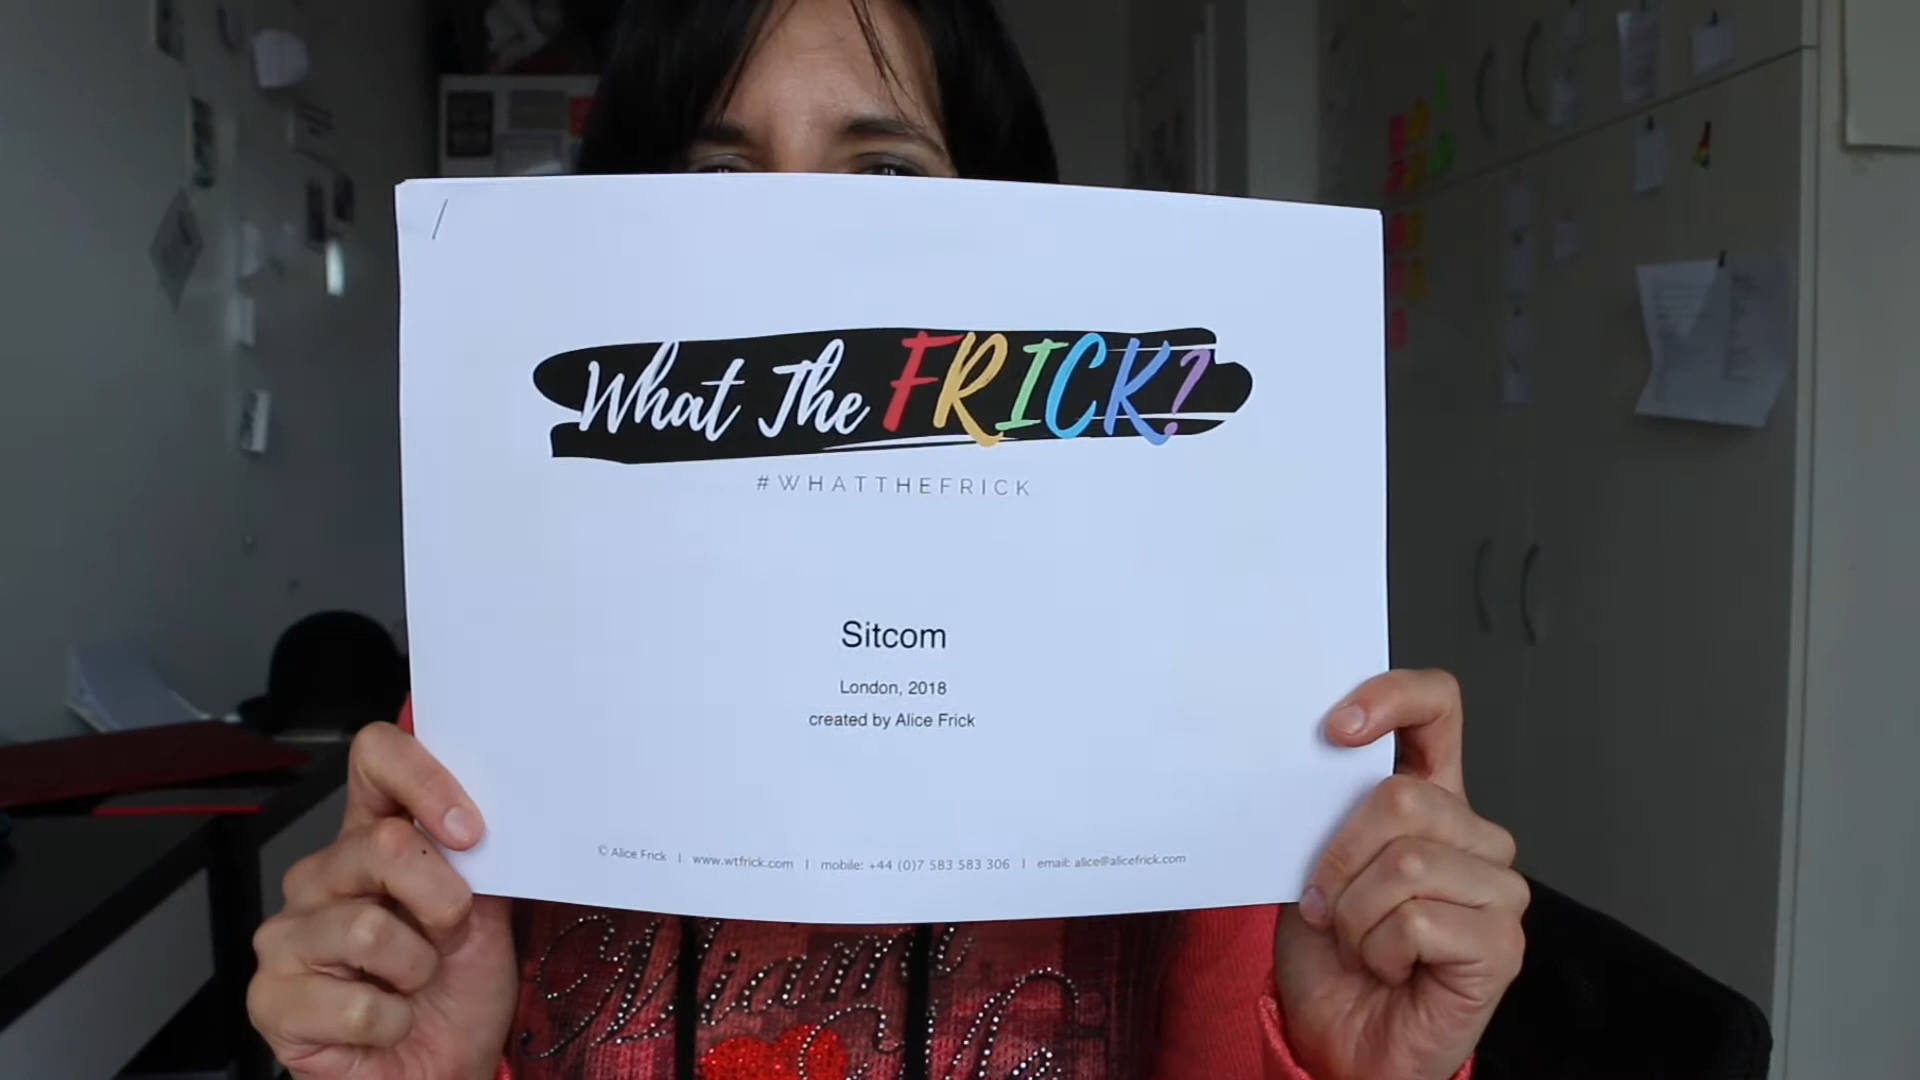 What The FRICK?
#WHATTHEFRICK
Sitcom
London, 2018
created by Alice Frick
© Alice Frick | www.wtfrick.com | mobile: +44 (0)7 583 583 306 | email: alice@alicefrick.com
Miami